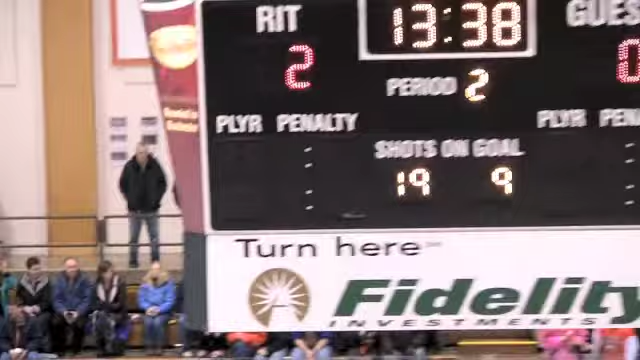 RIT 13:38 GUES
2 0
PERIOD 2
PLYR PENALTY PLYR PEN
SHOTS ON GOAL
19 9
Turn here
Fidelity
INVESTMENTS